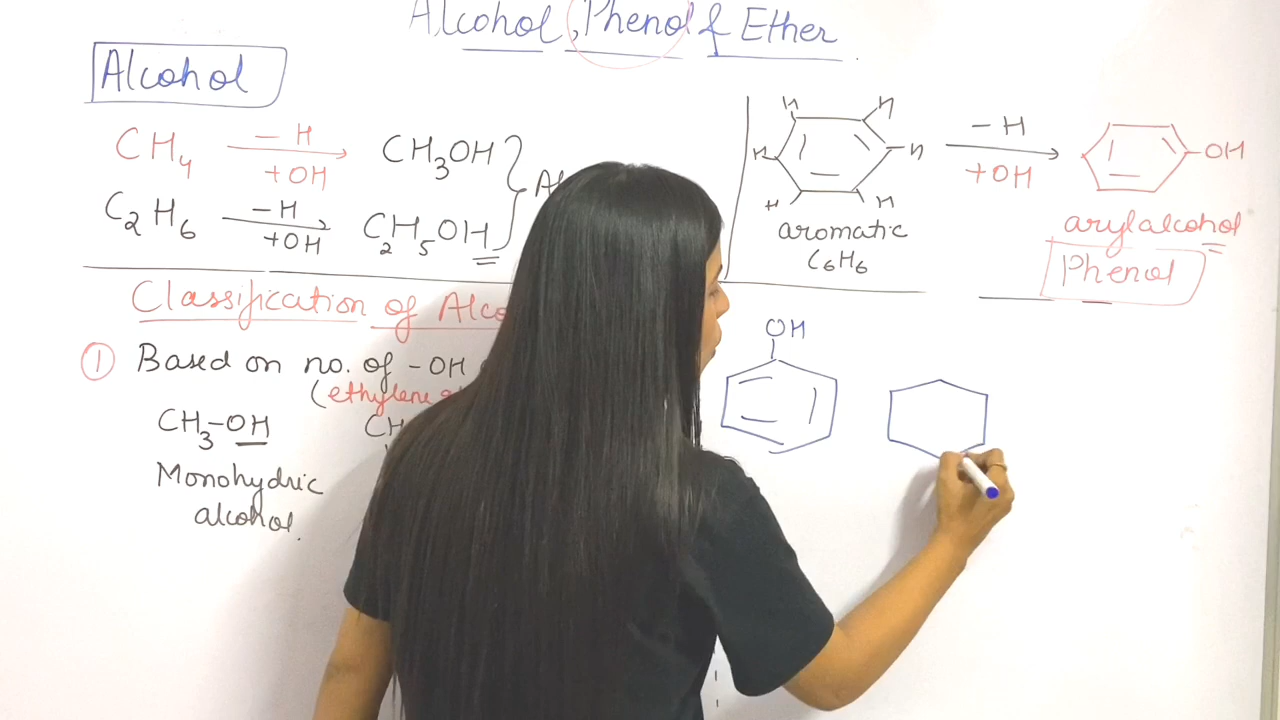 Alcohol, Phenol & Ether
Alcohol
CH4 - H +OH CH3OH
C2H6 -H +OH C2H5OH
H H H H H H
aromatic
C6H6
- H
+OH
OH
arylalcohol
Phenol
Classification of
① Based on no. of - OH
(ethylene
CH3-OH
Monohydric
alcohol.
OH